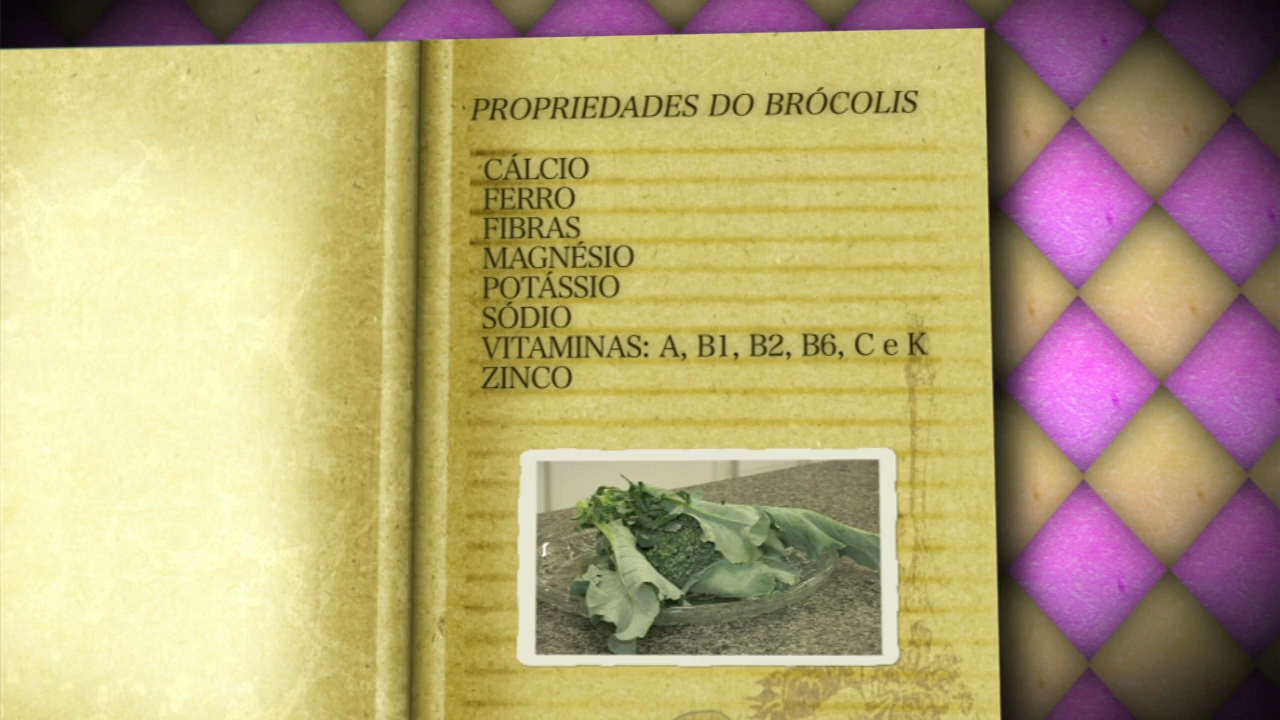 PROPRIEDADES DO BRÓCOLIS
CÁLCIO
FERRO
FIBRAS
MAGNÉSIO
POTÁSSIO
SÓDIO
VITAMINAS: A, B1, B2, B6, C e K
ZINCO